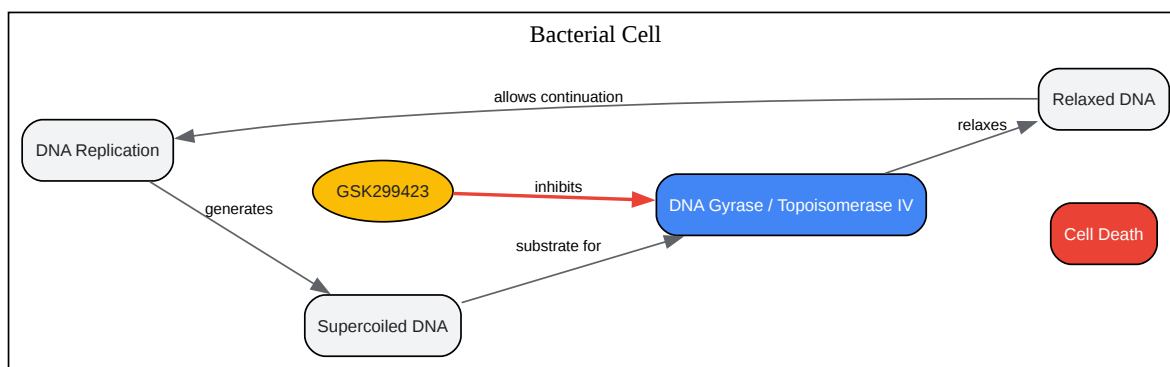 Bacterial Cell
allows continuation
Relaxed DNA
relaxes
DNA Replication
GSK299423
inhibits
DNA Gyrase / Topoisomerase IV
generates
substrate for
Cell Death
Supercoiled DNA